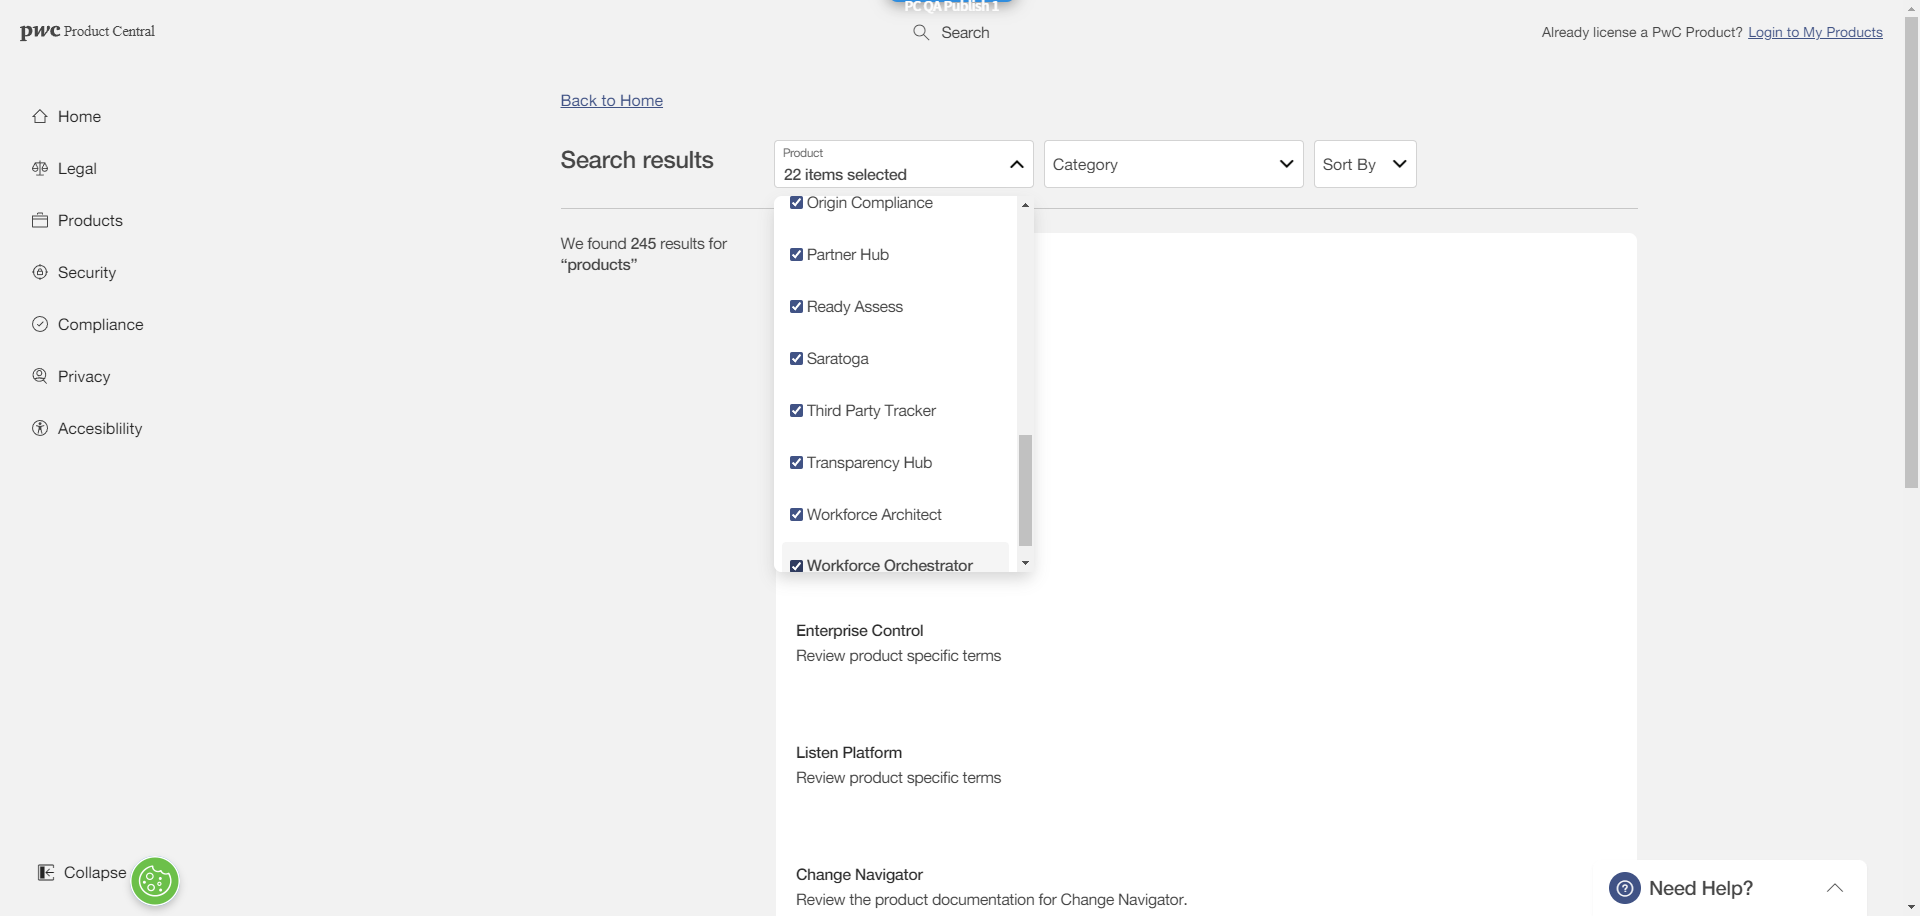 PC QA Publish 1
pwc Product Central
Search
Already license a PwC Product? Login to My Products
Home
Legal
Products
Security
Compliance
Privacy
Accesiblility
Collapse
Back to Home
Search results
Product
22 items selected
Category
Sort By
We found 245 results for
“products”
Origin Compliance
Partner Hub
Ready Assess
Saratoga
Third Party Tracker
Transparency Hub
Workforce Architect
Workforce Orchestrator
Enterprise Control
Review product specific terms
Listen Platform
Review product specific terms
Change Navigator
Review the product documentation for Change Navigator.
Need Help?